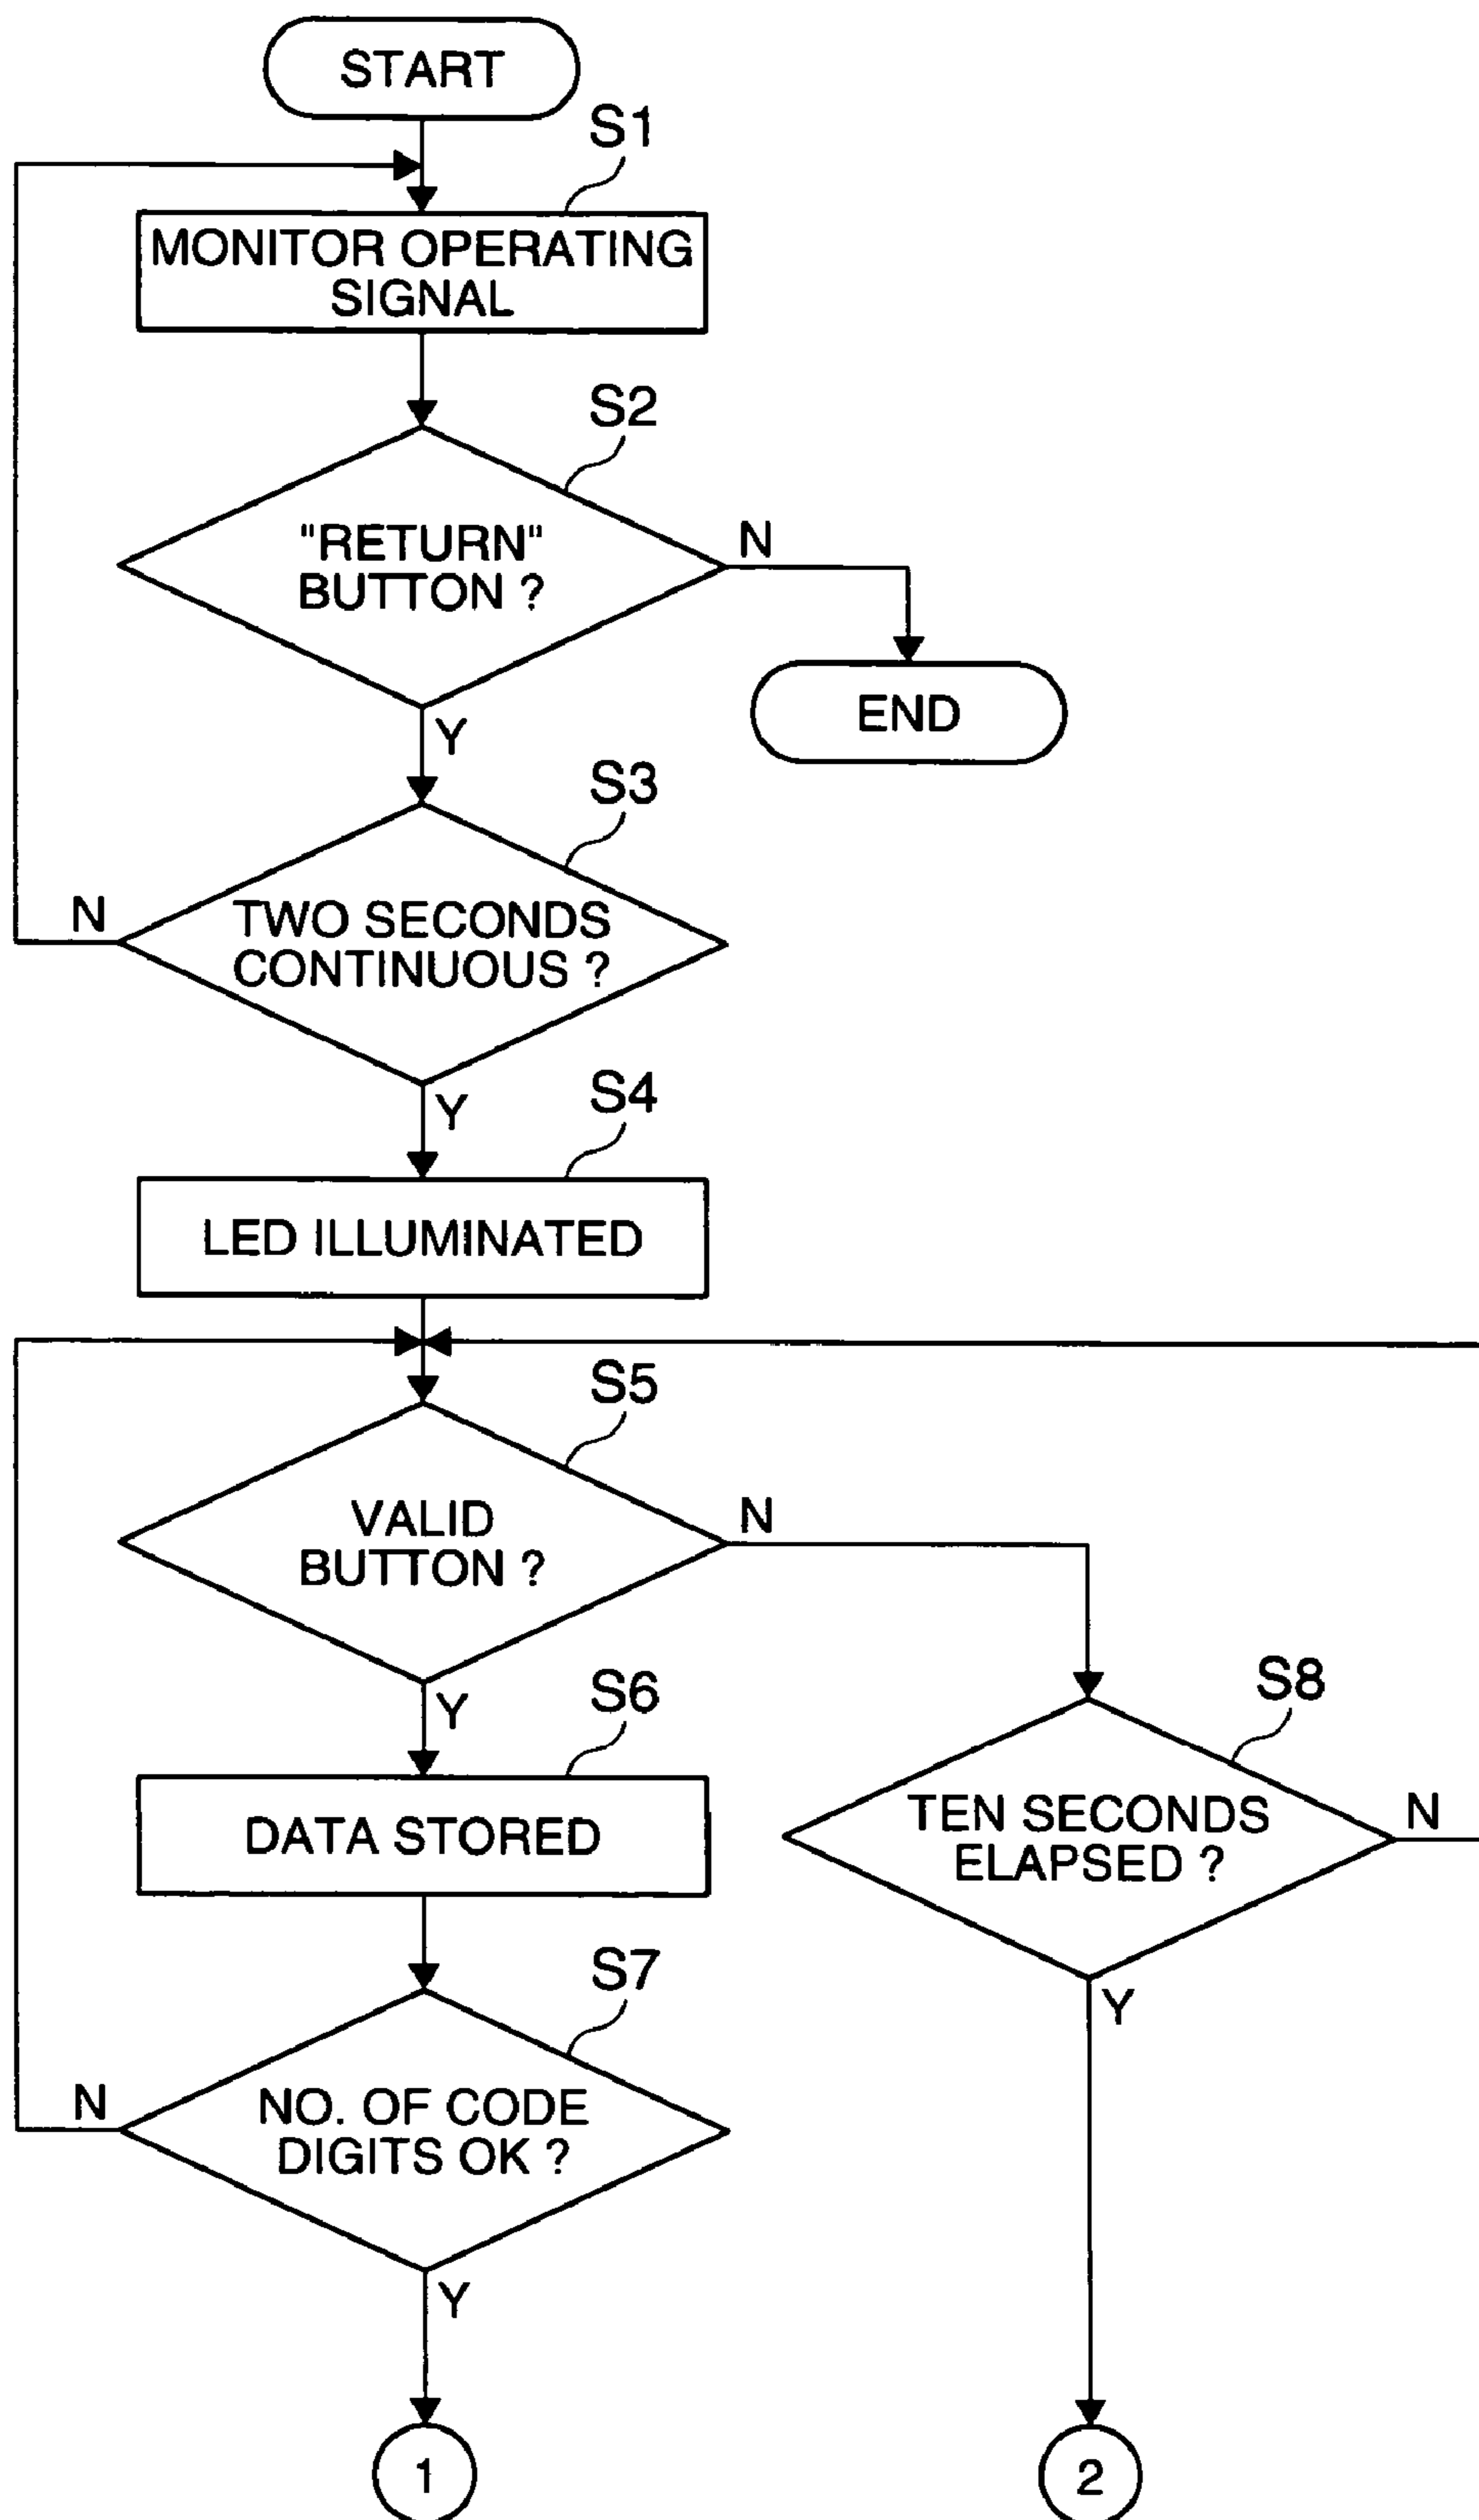 START
S1
MONITOR OPERATING
SIGNAL
S2
"RETURN"
BUTTON ?
N
END
Y
S3
N
TWO SECONDS
CONTINUOUS ?
S4
Y
LED ILLUMINATED
S5
VALID
BUTTON ?
N
S6
Y
S8
DATA STORED
TEN SECONDS
ELAPSED ?
N
S7
Y
N
NO. OF CODE
DIGITS OK ?
Y
1
2